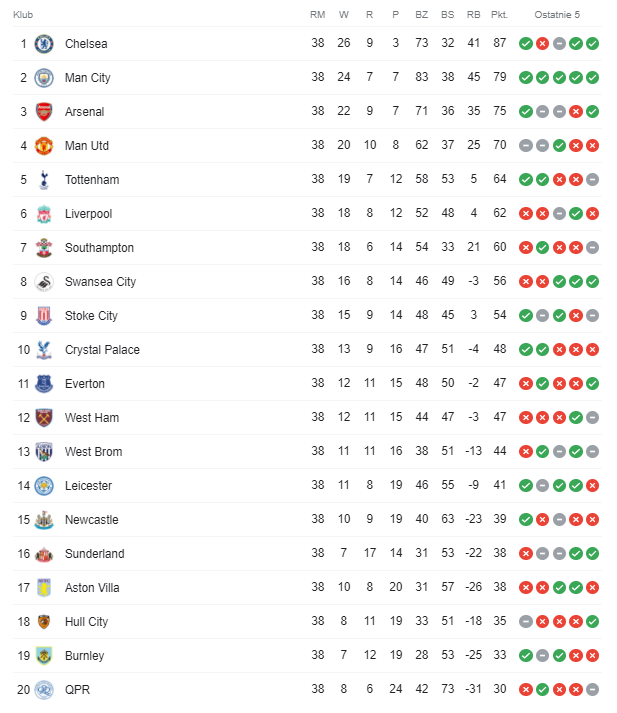 Klub RM W R P BZ BS RB Pkt. Ostatnie 5
1 Chelsea 38 26 9 3 73 32 41 87
2 Man City 38 24 7 7 83 38 45 79
3 Arsenal 38 22 9 7 71 36 35 75
4 Man Utd 38 20 10 8 62 37 25 70
5 Tottenham 38 19 7 12 58 53 5 64
6 Liverpool 38 18 8 12 52 48 4 62
7 Southampton 38 18 6 14 54 33 21 60
8 Swansea City 38 16 8 14 46 49 -3 56
9 Stoke City 38 15 9 14 48 45 3 54
10 Crystal Palace 38 13 9 16 47 51 -4 48
11 Everton 38 12 11 15 48 50 -2 47
12 West Ham 38 12 11 15 44 47 -3 47
13 West Brom 38 11 11 16 38 51 -13 44
14 Leicester 38 11 8 19 46 55 -9 41
15 Newcastle 38 10 9 19 40 63 -23 39
16 Sunderland 38 7 17 14 31 53 -22 38
17 Aston Villa 38 10 8 20 31 57 -26 38
18 Hull City 38 8 11 19 33 51 -18 35
19 Burnley 38 7 12 19 28 53 -25 33
20 QPR 38 8 6 24 42 73 -31 30